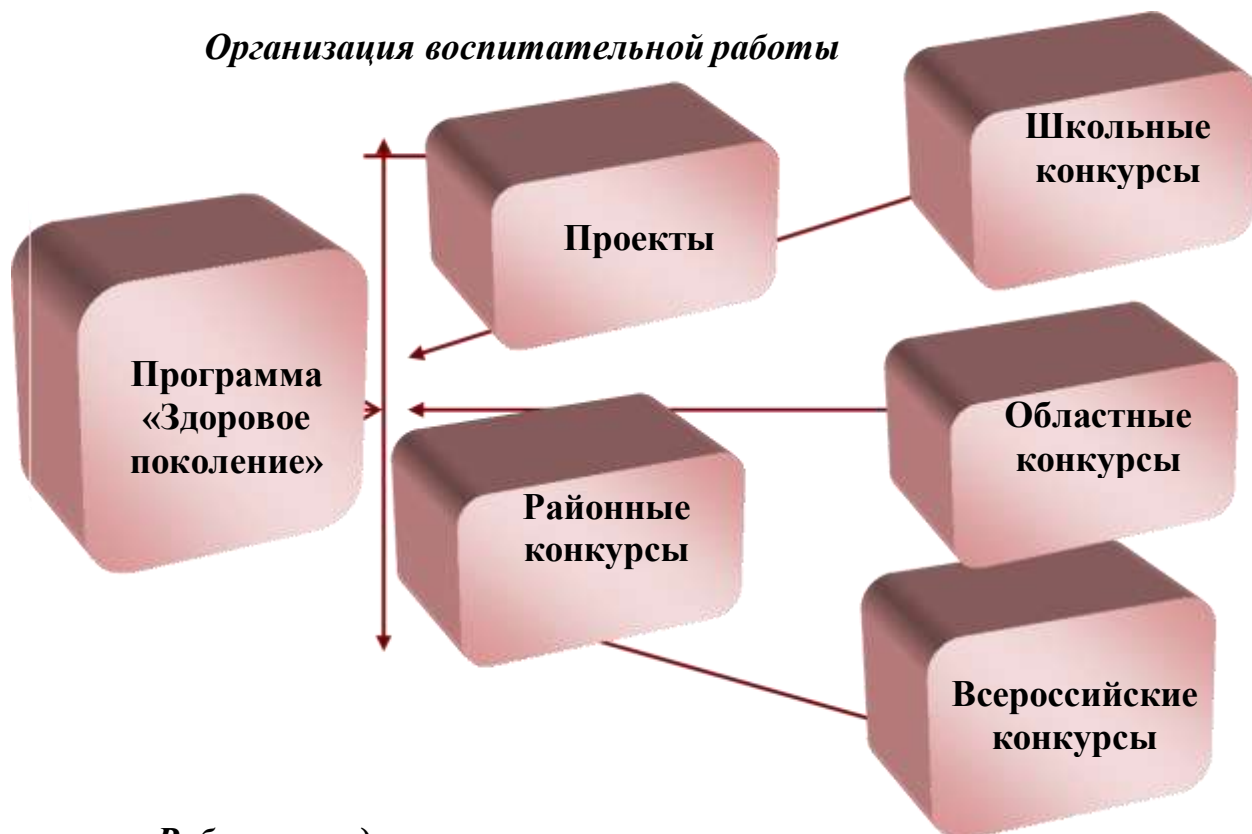 Организация воспитательной работы
Школьные
конкурсы
Проекты
Программа
«Здоровое
поколение»
Областные
конкурсы
Районные
конкурсы
Всероссийские
конкурсы